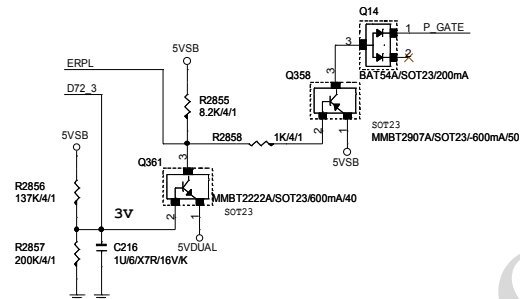 Q14
P_GATE
1
3
2
BAT54A/SOT23/200mA
5VSB
ERPL
D72_3
R2855
8.2K/4/1
Q358
3
2
1
SOT23
MMBT2907A/SOT23/-600mA/50
5VSB
R2858
1K/4/1
5VSB
Q361
3
MMBT2222A/SOT23/600mA/40
2
1
SOT23
5VDUAL
R2856
137K/4/1
3V
R2857
200K/4/1
C216
1U/6/X7R/16V/K